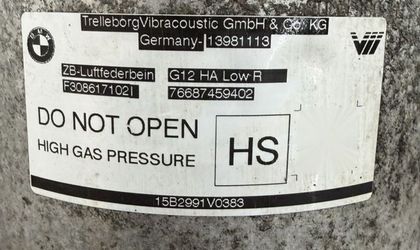 TrelleborgVibracoustic GmbH & Co. KG
Germany-13981113
ZB-Luftfederbein G12 HA Low-R
F308617102I 76687459402
DO NOT OPEN
HIGH GAS PRESSURE
HS
15B2991V0383